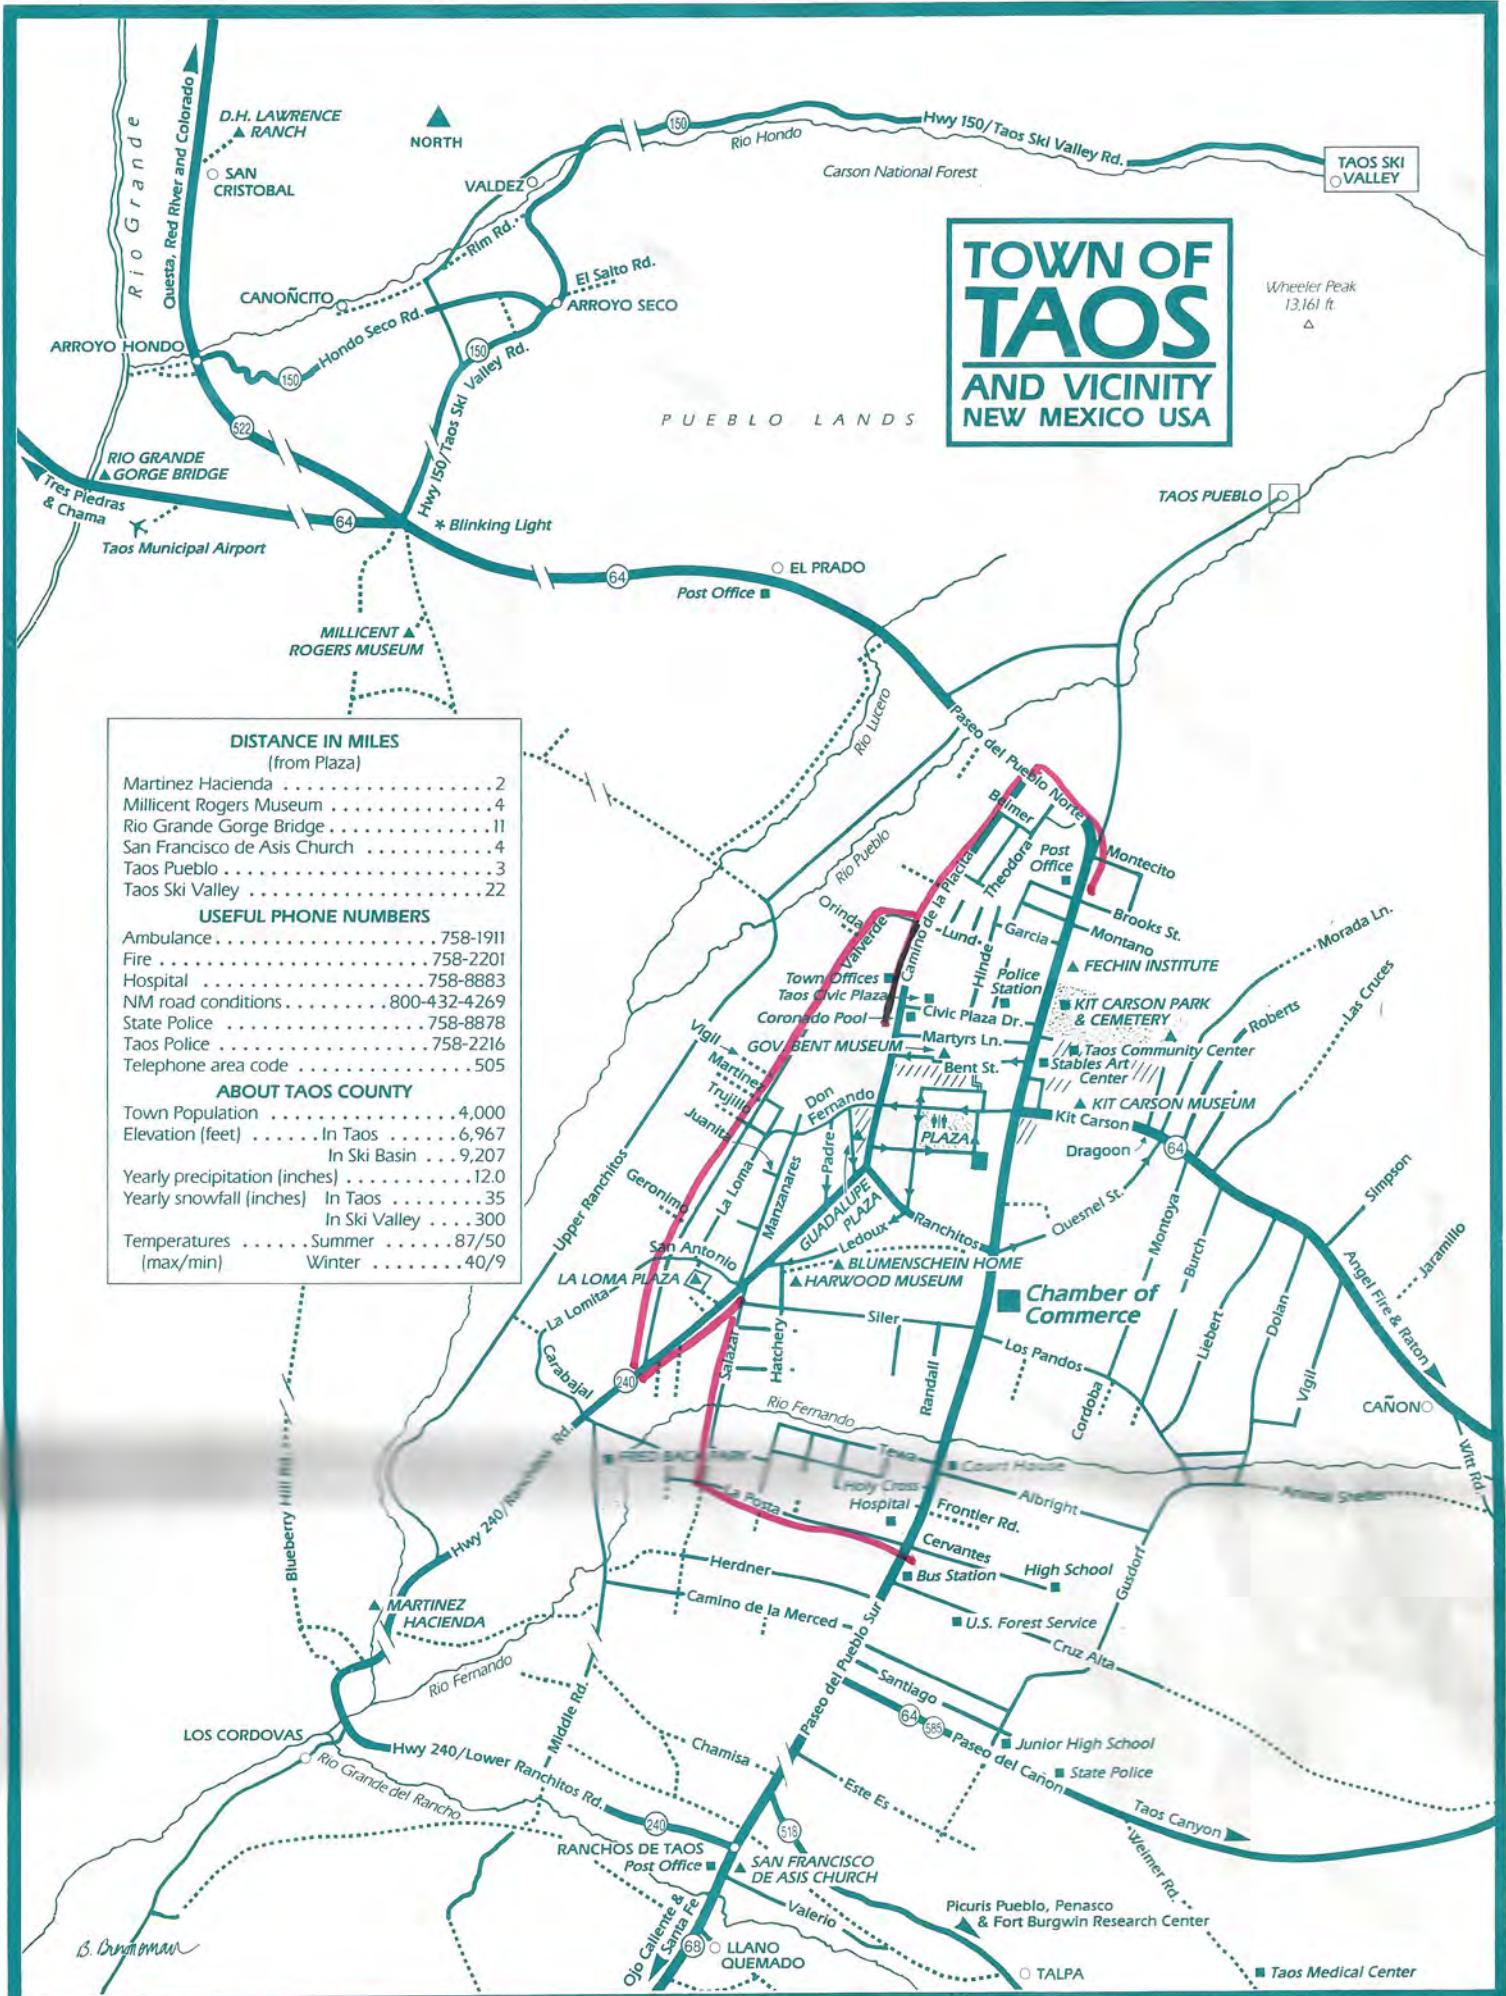 Rio Grande
Questa, Red River and Colorado
D.H. LAWRENCE
RANCH
SAN
CRISTOBAL
NORTH
150
Rio Hondo
Hwy 150/Taos Ski Valley Rd.
Carson National Forest
TAOS SKI
VALLEY
VALDEZ
Rim Rd.
El Salto Rd.
CANOÑCITO
ARROYO SECO
Hondo Seco Rd.
ARROYO HONDO
150
150
Hwy 150/Taos Ski Valley Rd.
522
TOWN OF
TAOS
AND VICINITY
NEW MEXICO USA
Wheeler Peak
13,161 ft.
PUEBLO LANDS
RIO GRANDE
GORGE BRIDGE
Tres Piedras
& Chama
Taos Municipal Airport
64
* Blinking Light
TAOS PUEBLO
64
EL PRADO
Post Office
MILLICENT
ROGERS MUSEUM
Rio Lucero
Paseo del Pueblo Norte
DISTANCE IN MILES
(from Plaza)
Martinez Hacienda . . . . . . . . . . . . . . . . . . . 2
Millicent Rogers Museum . . . . . . . . . . . . . . . 4
Rio Grande Gorge Bridge . . . . . . . . . . . . . . 11
San Francisco de Asis Church . . . . . . . . . . . 4
Taos Pueblo . . . . . . . . . . . . . . . . . . . . . . . . 3
Taos Ski Valley . . . . . . . . . . . . . . . . . . . . . 22
USEFUL PHONE NUMBERS
Ambulance . . . . . . . . . . . . . . . . . . . . 758-1911
Fire . . . . . . . . . . . . . . . . . . . . . . . . . 758-2201
Hospital . . . . . . . . . . . . . . . . . . . . . 758-8883
NM road conditions . . . . . . . . . 800-432-4269
State Police . . . . . . . . . . . . . . . . . . 758-8878
Taos Police . . . . . . . . . . . . . . . . . . . 758-2216
Telephone area code . . . . . . . . . . . . . . . . 505
ABOUT TAOS COUNTY
Town Population . . . . . . . . . . . . . . . . 4,000
Elevation (feet) . . . . . . In Taos . . . . . . 6,967
In Ski Basin . . . 9,207
Yearly precipitation (inches) . . . . . . . . . . . 12.0
Yearly snowfall (inches) In Taos . . . . . . . . 35
In Ski Valley . . . . 300
Temperatures . . . . . . Summer . . . . . . 87/50
(max/min) Winter . . . . . . . . 40/9
Rio Pueblo
Beimer
Theodora
Post
Office
Montecito
Camino de la Placita
Orinda
Valverde
Lund
Hinde
Garcia
Brooks St.
Montano
FECHIN INSTITUTE
Morada Ln.
Las Cruces
Roberts
Town Offices
Taos Civic Plaza
Coronado Pool
Police
Station
Civic Plaza Dr.
KIT CARSON PARK
& CEMETERY
Martyrs Ln.
GOV. BENT MUSEUM
Bent St.
Taos Community Center
Stables Art
Center
KIT CARSON MUSEUM
Vigil
Martinez
Trujillo
Juanita
Don
Fernando
PLAZA
Kit Carson
Dragoon
64
Padre
La Loma
Manzanares
GUADALUPE
PLAZA
Geronimo
Upper Ranchitos
San Antonio
Ledoux
Ranchitos
Quesnel St.
Montoya
Burch
Simpson
Jaramillo
Angel Fire & Raton
BLUMENSCHEIN HOME
HARWOOD MUSEUM
LA LOMA PLAZA
La Lomita
Carabajal
Salazar
Hatchery
Siler
Randall
Chamber of
Commerce
Los Pandos
Cordoba
Liebert
Dolan
Vigil
CAÑON
Witt Rd.
240
Rio Fernando
FRED BACA PARK
Tewa
Court House
Holy Cross
Hospital
La Posta
Albright
Frontier Rd.
Cervantes
Animal Shelter
Blueberry Hill Rd.
Hwy 240/Ranchitos Rd.
Herdner
Bus Station
High School
Gusdorf
Camino de la Merced
U.S. Forest Service
Cruz Alta
MARTINEZ
HACIENDA
Rio Fernando
Middle Rd.
Paseo del Pueblo Sur
Santiago
64
585
Paseo del Cañon
Junior High School
State Police
Taos Canyon
LOS CORDOVAS
Hwy 240/Lower Ranchitos Rd.
Rio Grande del Rancho
Chamisa
Este Es
240
518
Weimer Rd.
RANCHOS DE TAOS
Post Office
SAN FRANCISCO
DE ASIS CHURCH
Valerio
Picuris Pueblo, Penasco
& Fort Burgwin Research Center
Ojo Caliente &
Santa Fe
68
LLANO
QUEMADO
TALPA
Taos Medical Center